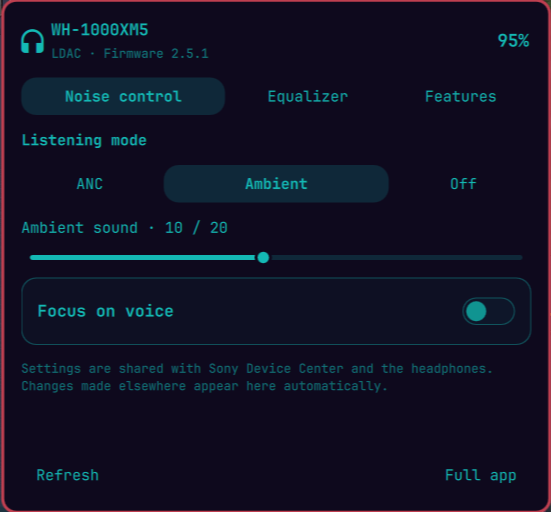 WH-1000XM5
LDAC · Firmware 2.5.1
95%
Noise control Equalizer Features
Listening mode
ANC Ambient Off
Ambient sound · 10 / 20
Focus on voice
Settings are shared with Sony Device Center and the headphones.
Changes made elsewhere appear here automatically.
Refresh Full app